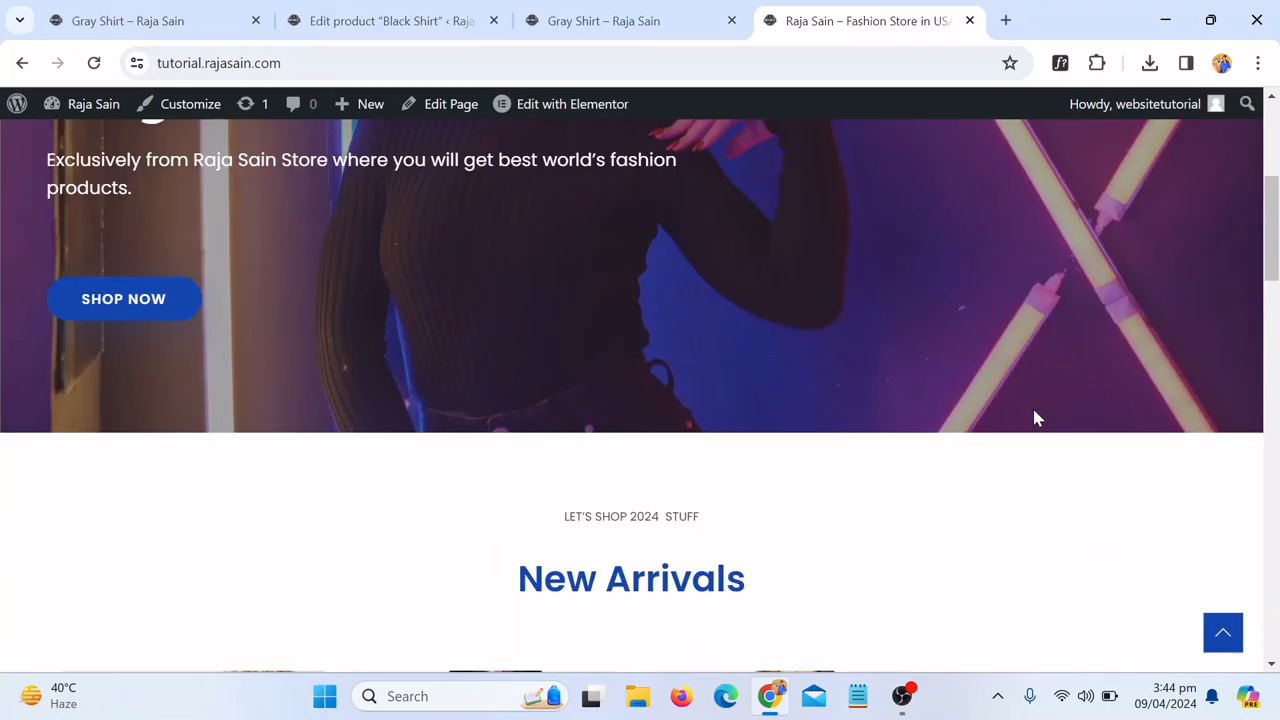 Gray Shirt – Raja Sain
Edit product “Black Shirt” ‹ Raja
Gray Shirt – Raja Sain
Raja Sain – Fashion Store in USA
tutorial.rajasain.com
Raja Sain
Customize
1
0
New
Edit Page
Edit with Elementor
Howdy, websitetutorial
Exclusively from Raja Sain Store where you will get best world’s fashion
products.
SHOP NOW
LET’S SHOP 2024 STUFF
New Arrivals
40°C
Haze
Search
3:44 pm
09/04/2024
PRE